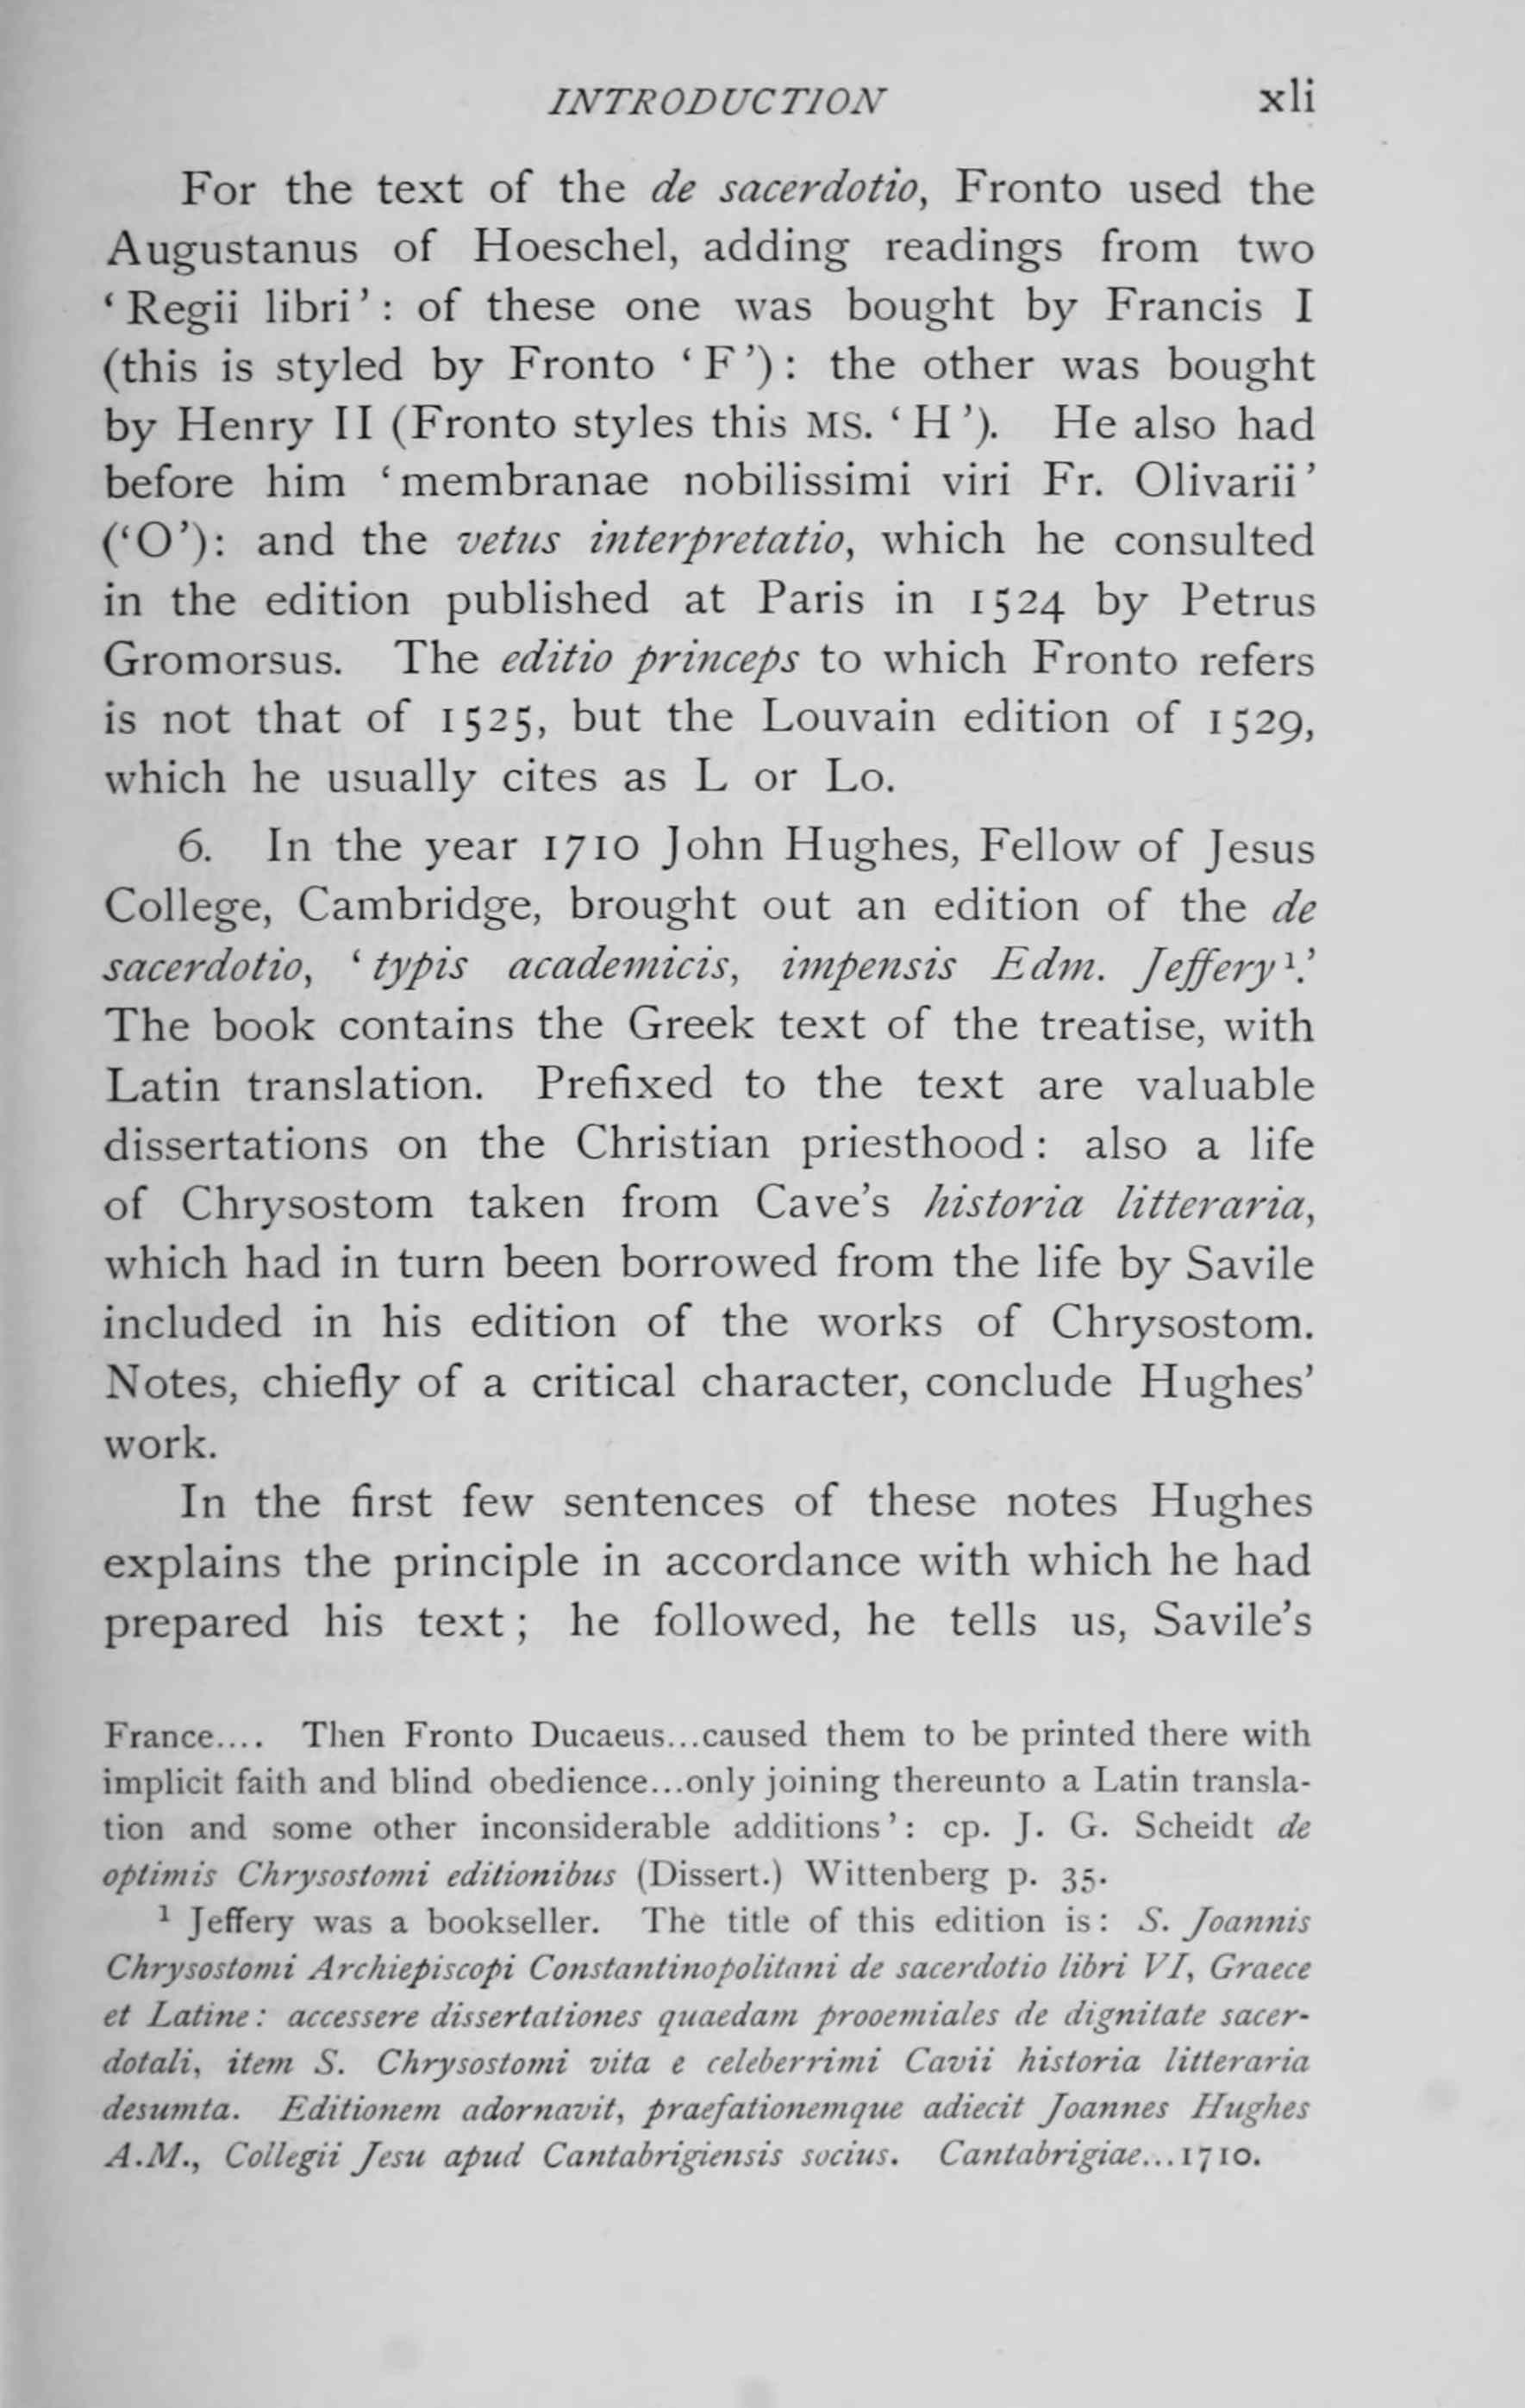 INTRODUCTION xli
For the text of the de sacerdotio, Fronto used the
Augustanus of Hoeschel, adding readings from two
‘Regii libri’: of these one was bought by Francis I
(this is styled by Fronto ‘F’): the other was bought
by Henry II (Fronto styles this MS. ‘H’). He also had
before him ‘membranae nobilissimi viri Fr. Olivarii’
(‘O’): and the vetus interpretatio, which he consulted
in the edition published at Paris in 1524 by Petrus
Gromorsus. The editio princeps to which Fronto refers
is not that of 1525, but the Louvain edition of 1529,
which he usually cites as L or Lo.
6. In the year 1710 John Hughes, Fellow of Jesus
College, Cambridge, brought out an edition of the de
sacerdotio, ‘typis academicis, impensis Edm. Jeffery¹.’
The book contains the Greek text of the treatise, with
Latin translation. Prefixed to the text are valuable
dissertations on the Christian priesthood: also a life
of Chrysostom taken from Cave’s historia litteraria,
which had in turn been borrowed from the life by Savile
included in his edition of the works of Chrysostom.
Notes, chiefly of a critical character, conclude Hughes’
work.
In the first few sentences of these notes Hughes
explains the principle in accordance with which he had
prepared his text; he followed, he tells us, Savile’s
France.... Then Fronto Ducaeus...caused them to be printed there with
implicit faith and blind obedience...only joining thereunto a Latin transla-
tion and some other inconsiderable additions’: cp. J. G. Scheidt de
optimis Chrysostomi editionibus (Dissert.) Wittenberg p. 35.
¹ Jeffery was a bookseller. The title of this edition is: S. Joannis
Chrysostomi Archiepiscopi Constantinopolitani de sacerdotio libri VI, Graece
et Latine: accessere dissertationes quaedam prooemiales de dignitate sacer-
dotali, item S. Chrysostomi vita e celeberrimi Cavii historia litteraria
desumta. Editionem adornavit, praefationemque adiecit Joannes Hughes
A.M., Collegii Jesu apud Cantabrigiensis socius. Cantabrigiae...1710.